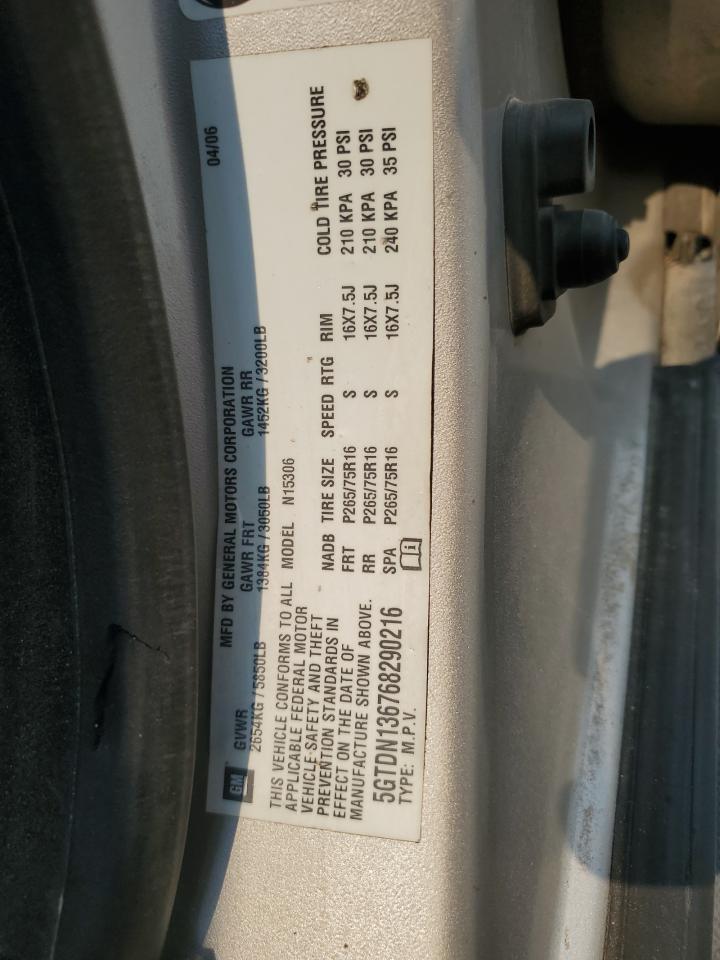 GM MFD BY GENERAL MOTORS CORPORATION 04/06
GVWR GAWR FRT GAWR RR
2654KG / 5850LB 1384KG / 3050LB 1452KG / 3200LB
THIS VEHICLE CONFORMS TO ALL
APPLICABLE FEDERAL MOTOR
VEHICLE SAFETY AND THEFT
PREVENTION STANDARDS IN
EFFECT ON THE DATE OF
MANUFACTURE SHOWN ABOVE.
5GTDN136768290216
TYPE: M.P.V.
MODEL N15306
NADB TIRE SIZE SPEED RTG RIM COLD TIRE PRESSURE
FRT P265/75R16 S 16X7.5J 210 KPA 30 PSI
RR P265/75R16 S 16X7.5J 210 KPA 30 PSI
SPA P265/75R16 S 16X7.5J 240 KPA 35 PSI